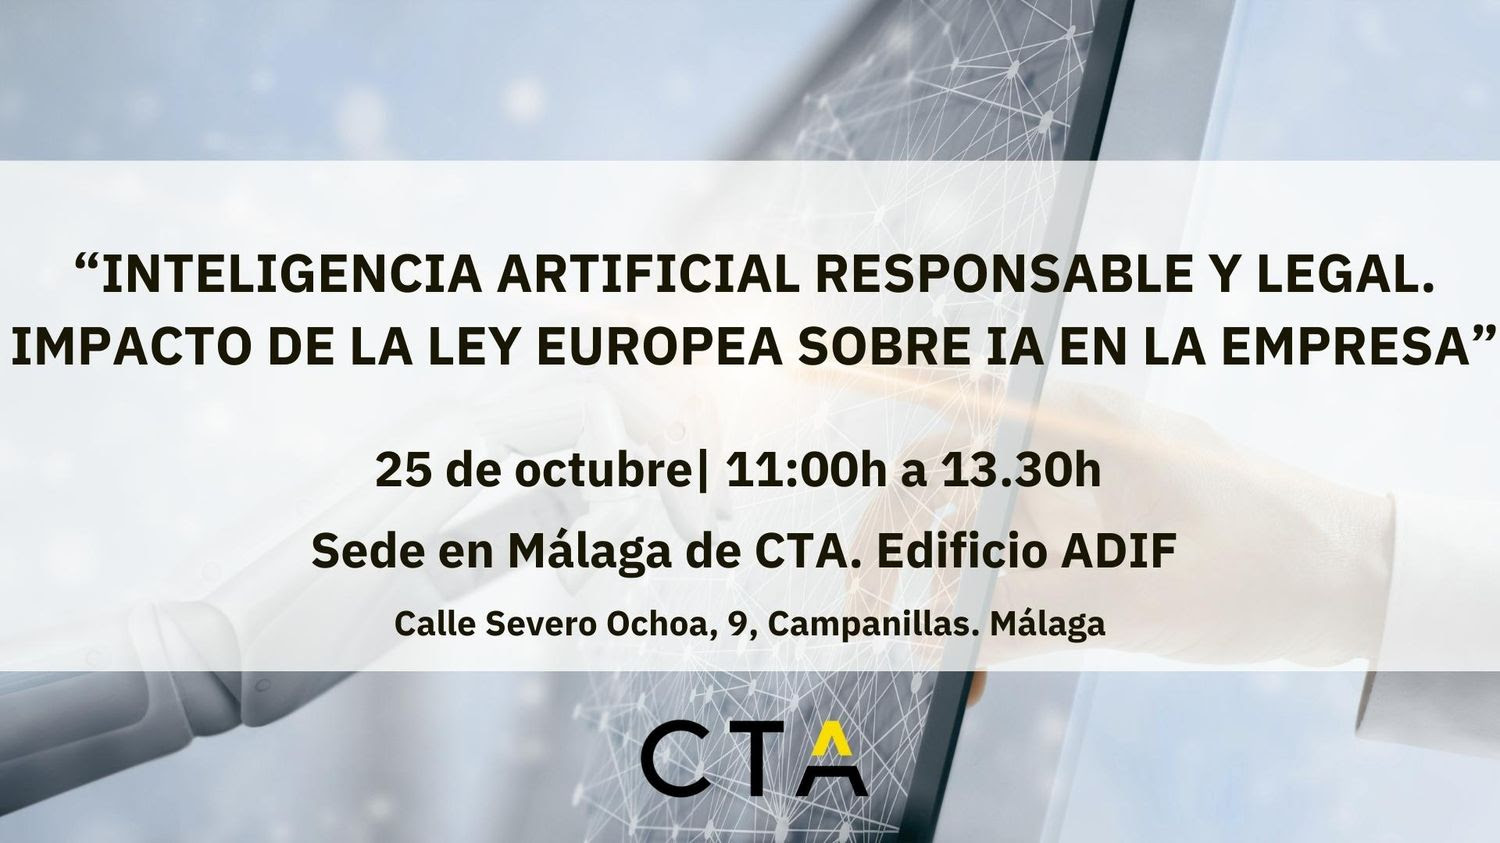 “INTELIGENCIA ARTIFICIAL RESPONSABLE Y LEGAL.
IMPACTO DE LA LEY EUROPEA SOBRE IA EN LA EMPRESA”
25 de octubre| 11:00h a 13.30h
Sede en Málaga de CTA. Edificio ADIF
Calle Severo Ochoa, 9, Campanillas. Málaga
CTA